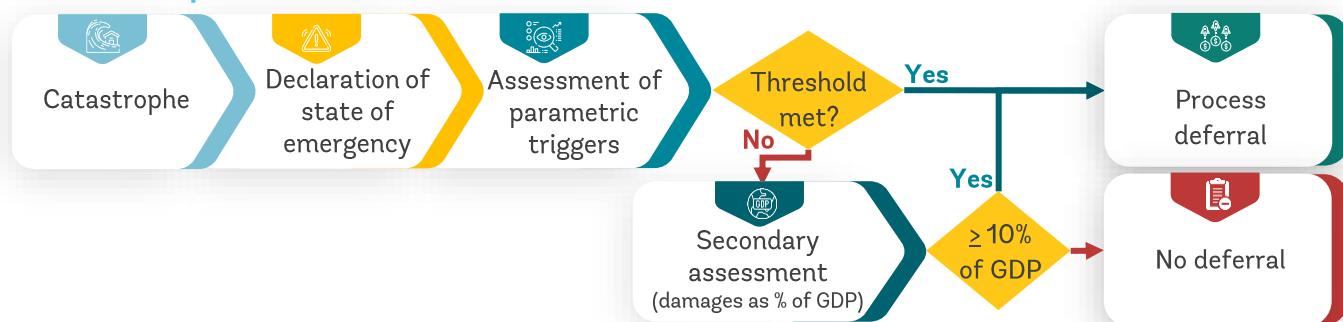 Catastrophe
Declaration of
state of
emergency
Assessment of
parametric
triggers
Threshold
met?
Yes
No
Process
deferral
GDP
Secondary
assessment
(damages as % of GDP)
Yes
≥ 10%
of GDP
No deferral